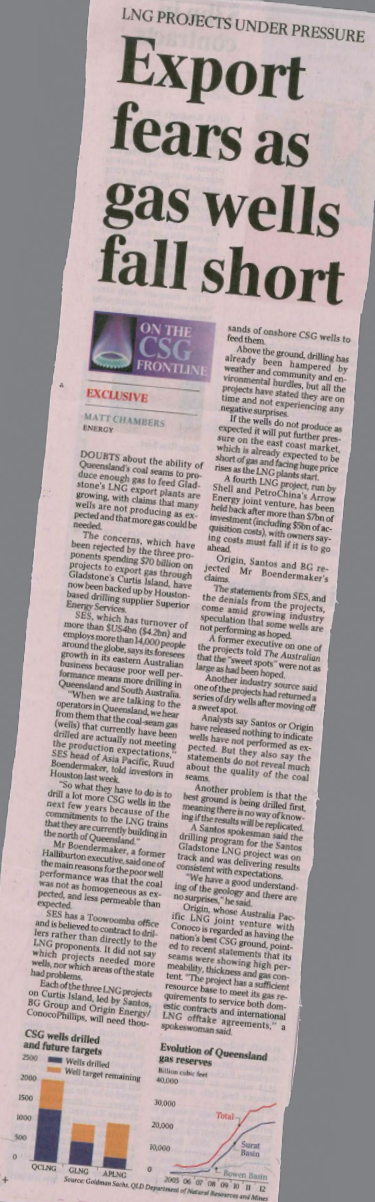 LNG PROJECTS UNDER PRESSURE
Export
fears as
gas wells
fall short
ON THE
CSG
FRONTLINE
EXCLUSIVE
MATT CHAMBERS
ENERGY
DOUBTS about the ability of
Queensland's coal seams to pro-
duce enough gas to feed Glad-
stone's LNG export plants are
growing, with claims that many
wells are not producing as ex-
pected and that more gas could be
needed.
The concerns, which have
been rejected by the three pro-
ponents spending $70 billion on
projects to export gas through
Gladstone's Curtis Island, have
now been backed up by Houston-
based drilling supplier Superior
Energy Services.
SES, which has turnover of
more than $US4bn ($4.2bn) and
employs more than 14,000 people
around the globe, says its foresees
growth in its eastern Australian
business because poor well per-
formance means more drilling in
Queensland and South Australia.
"When we are talking to the
operators in Queensland, we hear
from them that the coal-seam gas
(wells) that currently have been
drilled are actually not meeting
the production expectations,"
SES head of Asia Pacific, Ruud
Boendermaker, told investors in
Houston last week.
"So what they have to do is to
drill a lot more CSG wells in the
next few years because of the
commitments to the LNG trains
that they are currently building in
the north of Queensland."
Mr Boendermaker, a former
Halliburton executive, said one of
the main reasons for the poor well
performance was that the coal
was not as homogeneous as ex-
pected, and less permeable than
expected.
SES has a Toowoomba office
and is believed to contract to dril-
lers rather than directly to the
LNG proponents. It did not say
which projects needed more
wells, nor which areas of the state
had problems.
Each of the three LNG projects
on Curtis Island, led by Santos,
BG Group and Origin Energy/
ConocoPhillips, will need thou-
sands of onshore CSG wells to
feed them.
Above the ground, drilling has
already been hampered by
weather and community and en-
vironmental hurdles, but all the
projects have stated they are on
time and not experiencing any
negative surprises.
If the wells do not produce as
expected it will put further pres-
sure on the east coast market,
which is already expected to be
short of gas and facing huge price
rises as the LNG plants start.
A fourth LNG project, run by
Shell and PetroChina's Arrow
Energy joint venture, has been
held back after more than $7bn of
investment (including $5bn of ac-
quisition costs), with owners say-
ing costs must fall if it is to go
ahead.
Origin, Santos and BG re-
jected Mr Boendermaker's
claims.
The statements from SES, and
the denials from the projects,
come amid growing industry
speculation that some wells are
not performing as hoped.
A former executive on one of
the projects told The Australian
that the "sweet spots" were not as
large as had been hoped.
Another industry source said
one of the projects had returned a
series of dry wells after moving off
a sweet spot.
Analysts say Santos or Origin
have released nothing to indicate
wells have not performed as ex-
pected. But they also say the
statements do not reveal much
about the quality of the coal
seams.
Another problem is that the
best ground is being drilled first,
meaning there is no way of know-
ing if the results will be replicated.
A Santos spokesman said the
drilling program for the Santos
Gladstone LNG project was on
track and was delivering results
consistent with expectations.
"We have a good understand-
ing of the geology and there are
no surprises," he said.
Origin, whose Australia Pac-
ific LNG joint venture with
Conoco is regarded as having the
nation's best CSG ground, point-
ed to recent statements that its
seams were showing high per-
meability, thickness and gas con-
tent. "The project has a sufficient
resource base to meet its gas re-
quirements to service both dom-
estic contracts and international
LNG offtake agreements," a
spokeswoman said.
CSG wells drilled
and future targets
2500
Wells drilled
Well target remaining
2000
1500
1000
500
0
QCLNG GLNG APLNG
Evolution of Queensland
gas reserves
Billion cubic feet
40,000
30,000
20,000
10,000
0
Total
Surat
Basin
Bowen Basin
2005 06 07 08 09 10 11 12
Source: Goldman Sachs, QLD Department of Natural Resources and Mines